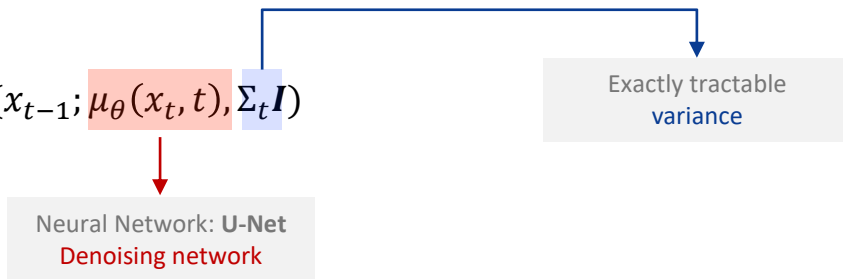 (x_{t−1}; μ_θ(x_t, t), Σ_t I)
Exactly tractable
variance
Neural Network: U-Net
Denoising network